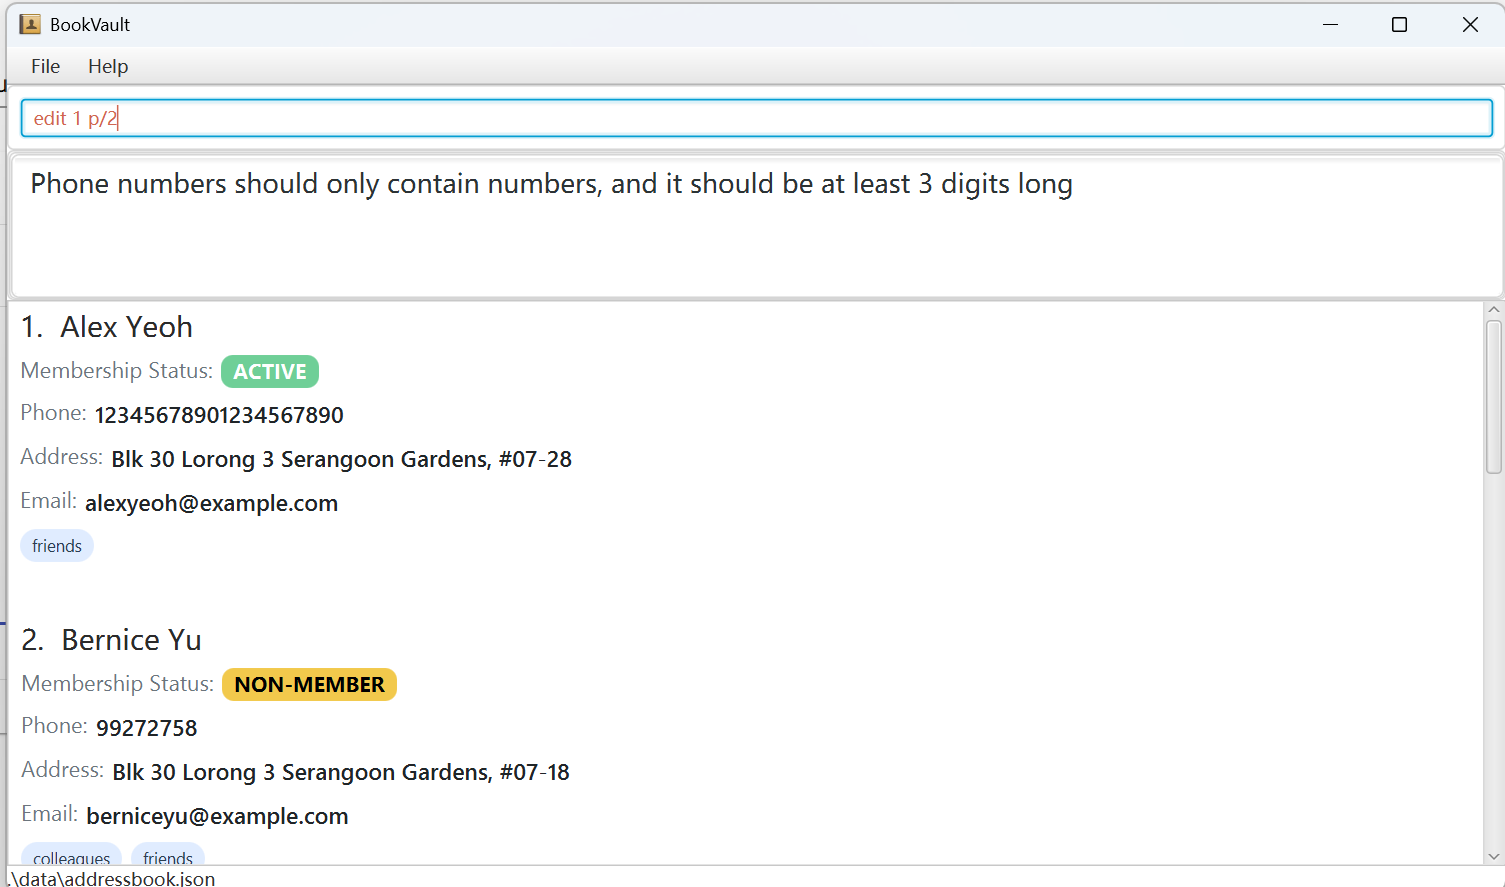 BookVault
File Help
edit 1 p/2
Phone numbers should only contain numbers, and it should be at least 3 digits long
1. Alex Yeoh
Membership Status: ACTIVE
Phone: 12345678901234567890
Address: Blk 30 Lorong 3 Serangoon Gardens, #07-28
Email: alexyeoh@example.com
friends
2. Bernice Yu
Membership Status: NON-MEMBER
Phone: 99272758
Address: Blk 30 Lorong 3 Serangoon Gardens, #07-18
Email: berniceyu@example.com
colleagues friends
.\data\addressbook.json